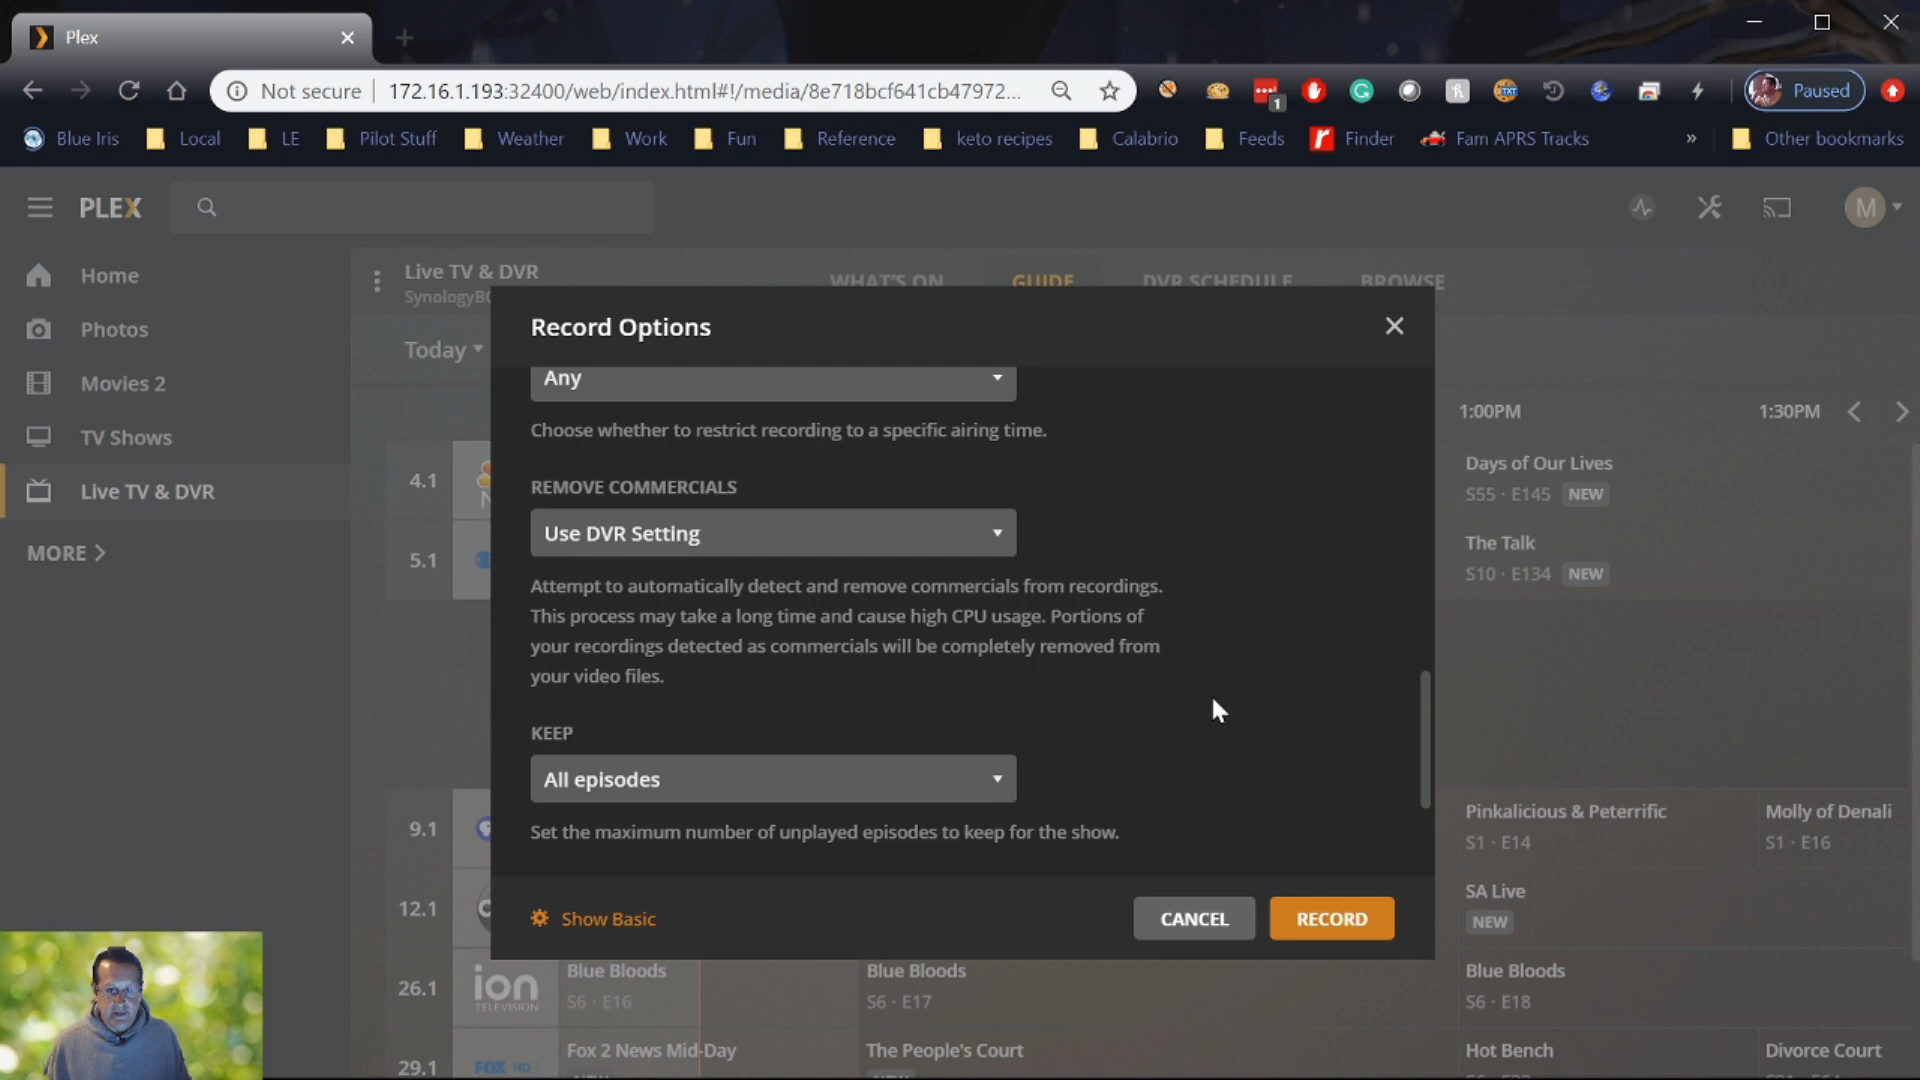 Plex
Not secure
172.16.1.193:32400/web/index.html#!/media/8e718bcf641cb47972...
1
Paused
Blue Iris
Local
LE
Pilot Stuff
Weather
Work
Fun
Reference
keto recipes
Calabrio
Feeds
Finder
Fam APRS Tracks
»
Other bookmarks
PLEX
M
Home
Photos
Movies 2
TV Shows
Live TV & DVR
MORE
Live TV & DVR
WHAT'S ON
GUIDE
DVR SCHEDULE
BROWSE
Today
1:00PM
1:30PM
Record Options
Any
Choose whether to restrict recording to a specific airing time.
REMOVE COMMERCIALS
Use DVR Setting
Attempt to automatically detect and remove commercials from recordings.
This process may take a long time and cause high CPU usage. Portions of
your recordings detected as commercials will be completely removed from
your video files.
KEEP
All episodes
Set the maximum number of unplayed episodes to keep for the show.
Show Basic
CANCEL
RECORD
4.1
Days of Our Lives
S55 · E145 NEW
5.1
The Talk
S10 · E134 NEW
9.1
Pinkalicious & Peterrific
S1 · E14
Molly of Denali
S1 · E16
12.1
SA Live
NEW
26.1
ion
TELEVISION
Blue Bloods
S6 · E16
Blue Bloods
S6 · E17
Blue Bloods
S6 · E18
29.1
FOX HD
Fox 2 News Mid-Day
The People's Court
Hot Bench
Divorce Court